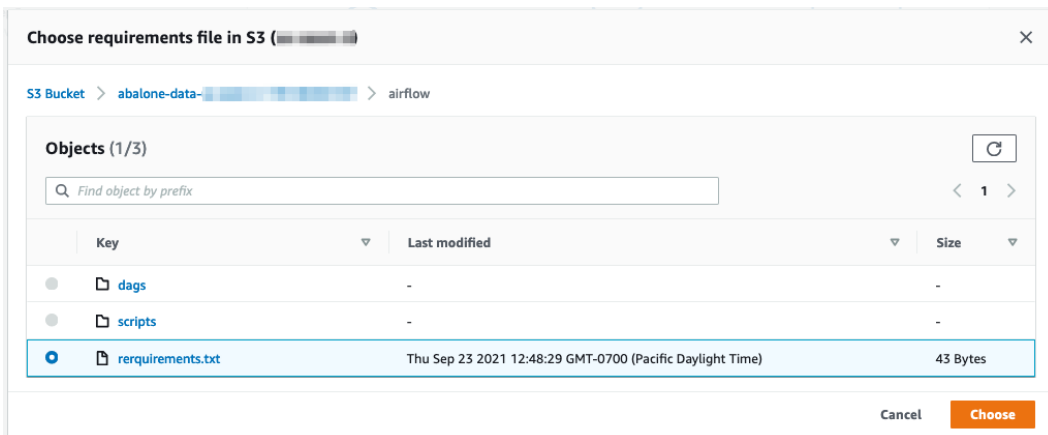 Choose requirements file in S3 (
S3 Bucket > abalone-data- > airflow
Objects (1/3)
Find object by prefix
< 1 >
Key Last modified Size
dags - -
scripts - -
rerquirements.txt Thu Sep 23 2021 12:48:29 GMT-0700 (Pacific Daylight Time) 43 Bytes
Cancel Choose